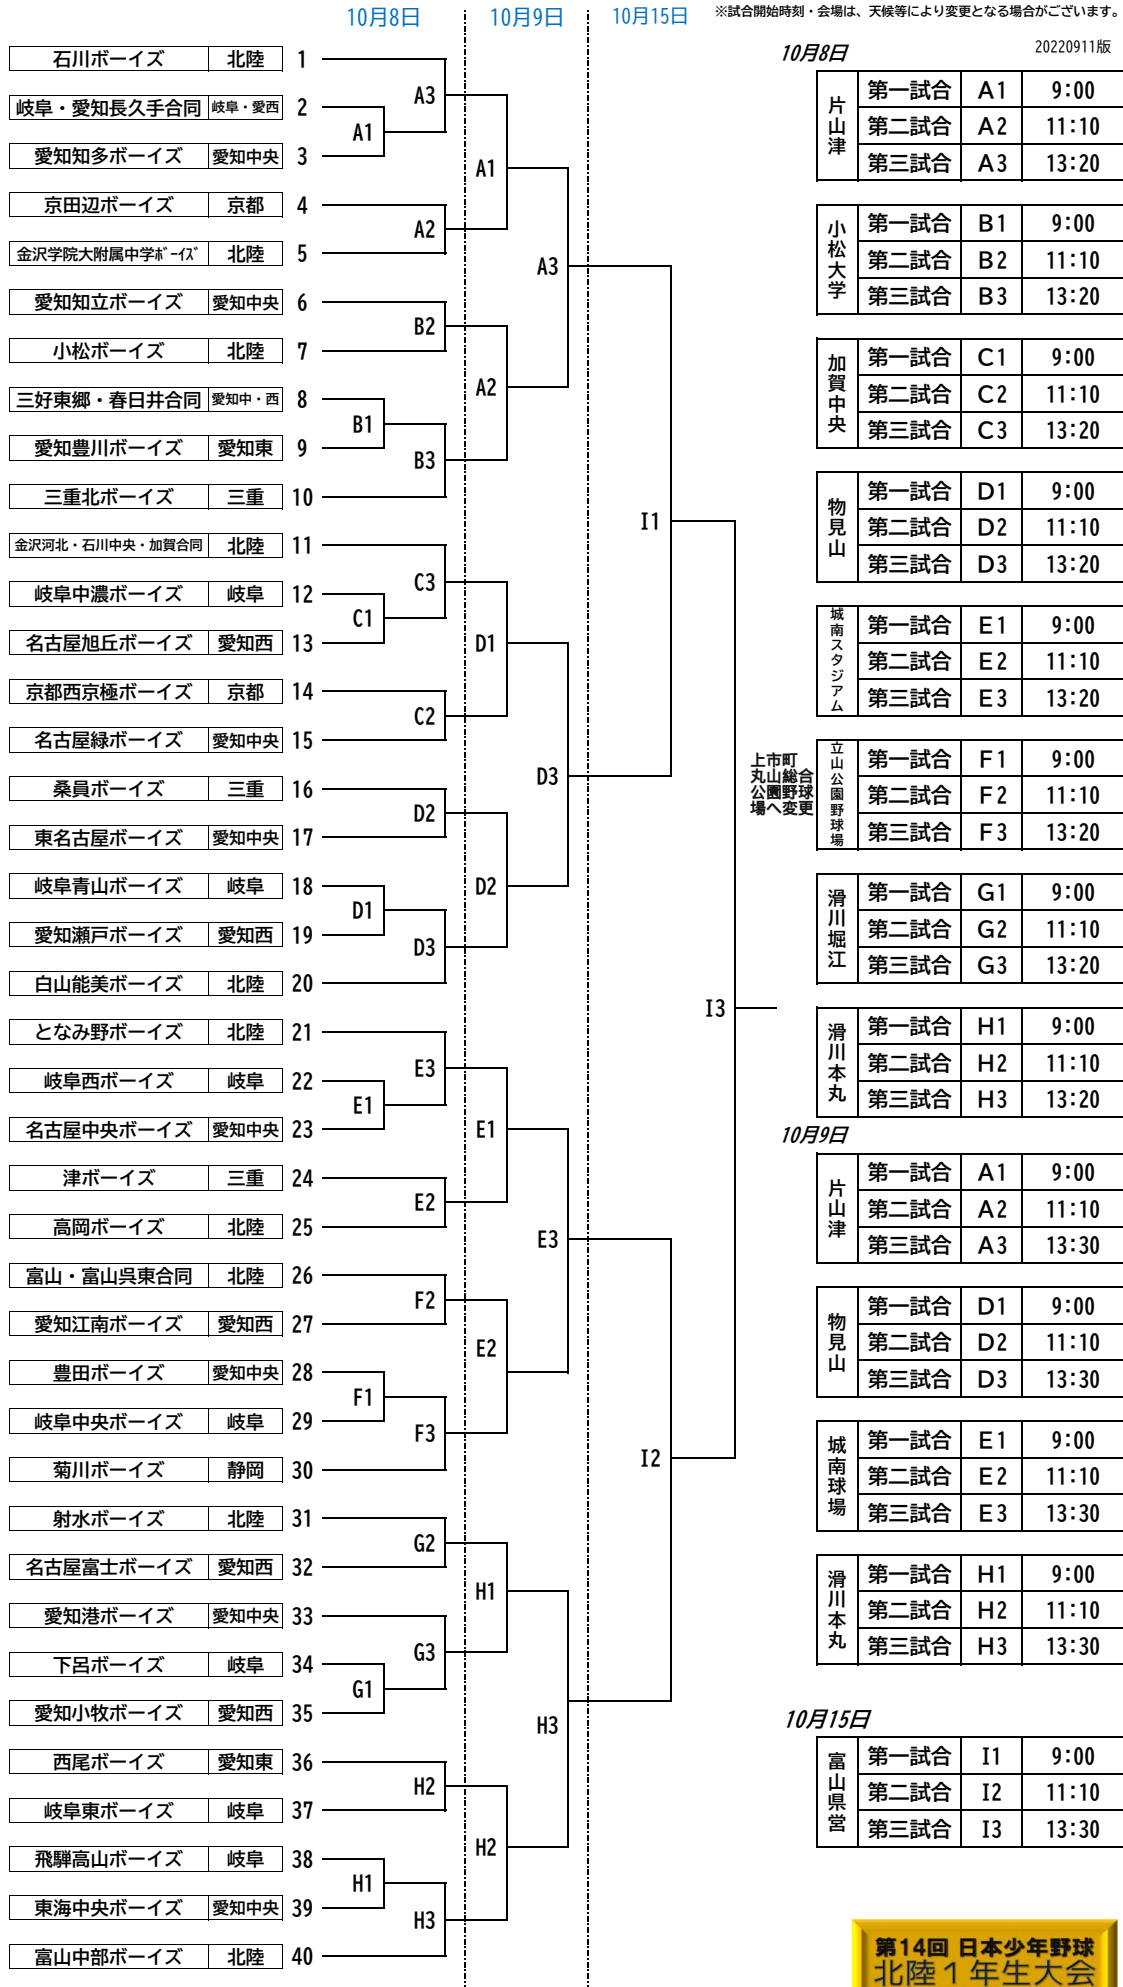 10月8日 10月9日 10月15日 ※試合開始時刻・会場は、天候等により変更となる場合がございます。
20220911版
石川ボーイズ 北陸 1
岐阜・愛知長久手合同 岐阜・愛西 2
愛知知多ボーイズ 愛知中央 3
京田辺ボーイズ 京都 4
金沢学院大附属中学ボーイズ 北陸 5
愛知知立ボーイズ 愛知中央 6
小松ボーイズ 北陸 7
三好東郷・春日井合同 愛知中・西 8
愛知豊川ボーイズ 愛知東 9
三重北ボーイズ 三重 10
金沢河北・石川中央・加賀合同 北陸 11
岐阜中濃ボーイズ 岐阜 12
名古屋旭丘ボーイズ 愛知西 13
京都西京極ボーイズ 京都 14
名古屋緑ボーイズ 愛知中央 15
桑員ボーイズ 三重 16
東名古屋ボーイズ 愛知中央 17
岐阜青山ボーイズ 岐阜 18
愛知瀬戸ボーイズ 愛知西 19
白山能美ボーイズ 北陸 20
となみ野ボーイズ 北陸 21
岐阜西ボーイズ 岐阜 22
名古屋中央ボーイズ 愛知中央 23
津ボーイズ 三重 24
高岡ボーイズ 北陸 25
富山・富山呉東合同 北陸 26
愛知江南ボーイズ 愛知西 27
豊田ボーイズ 愛知中央 28
岐阜中央ボーイズ 岐阜 29
菊川ボーイズ 静岡 30
射水ボーイズ 北陸 31
名古屋富士ボーイズ 愛知西 32
愛知港ボーイズ 愛知中央 33
下呂ボーイズ 岐阜 34
愛知小牧ボーイズ 愛知西 35
西尾ボーイズ 愛知東 36
岐阜東ボーイズ 岐阜 37
飛騨高山ボーイズ 岐阜 38
東海中央ボーイズ 愛知中央 39
富山中部ボーイズ 北陸 40
A1
B1
C1
D1
E1
F1
G1
H1
A3
A2
B2
B3
C3
C2
D2
D3
E3
E2
F2
F3
G2
G3
H2
H3
A1
A2
D1
D2
E1
E2
H1
H2
A3
D3
E3
H3
I1
I2
I3
10月8日
片山津
第一試合 A1 9:00
第二試合 A2 11:10
第三試合 A3 13:20
小松大学
第一試合 B1 9:00
第二試合 B2 11:10
第三試合 B3 13:20
加賀中央
第一試合 C1 9:00
第二試合 C2 11:10
第三試合 C3 13:20
物見山
第一試合 D1 9:00
第二試合 D2 11:10
第三試合 D3 13:20
城南スタジアム
第一試合 E1 9:00
第二試合 E2 11:10
第三試合 E3 13:20
上市町
丸山総合
公園野球
場へ変更
立山公園野球場
第一試合 F1 9:00
第二試合 F2 11:10
第三試合 F3 13:20
滑川堀江
第一試合 G1 9:00
第二試合 G2 11:10
第三試合 G3 13:20
滑川本丸
第一試合 H1 9:00
第二試合 H2 11:10
第三試合 H3 13:20
10月9日
片山津
第一試合 A1 9:00
第二試合 A2 11:10
第三試合 A3 13:30
物見山
第一試合 D1 9:00
第二試合 D2 11:10
第三試合 D3 13:30
城南球場
第一試合 E1 9:00
第二試合 E2 11:10
第三試合 E3 13:30
滑川本丸
第一試合 H1 9:00
第二試合 H2 11:10
第三試合 H3 13:30
10月15日
富山県営
第一試合 I1 9:00
第二試合 I2 11:10
第三試合 I3 13:30
第14回 日本少年野球
北陸1年生大会